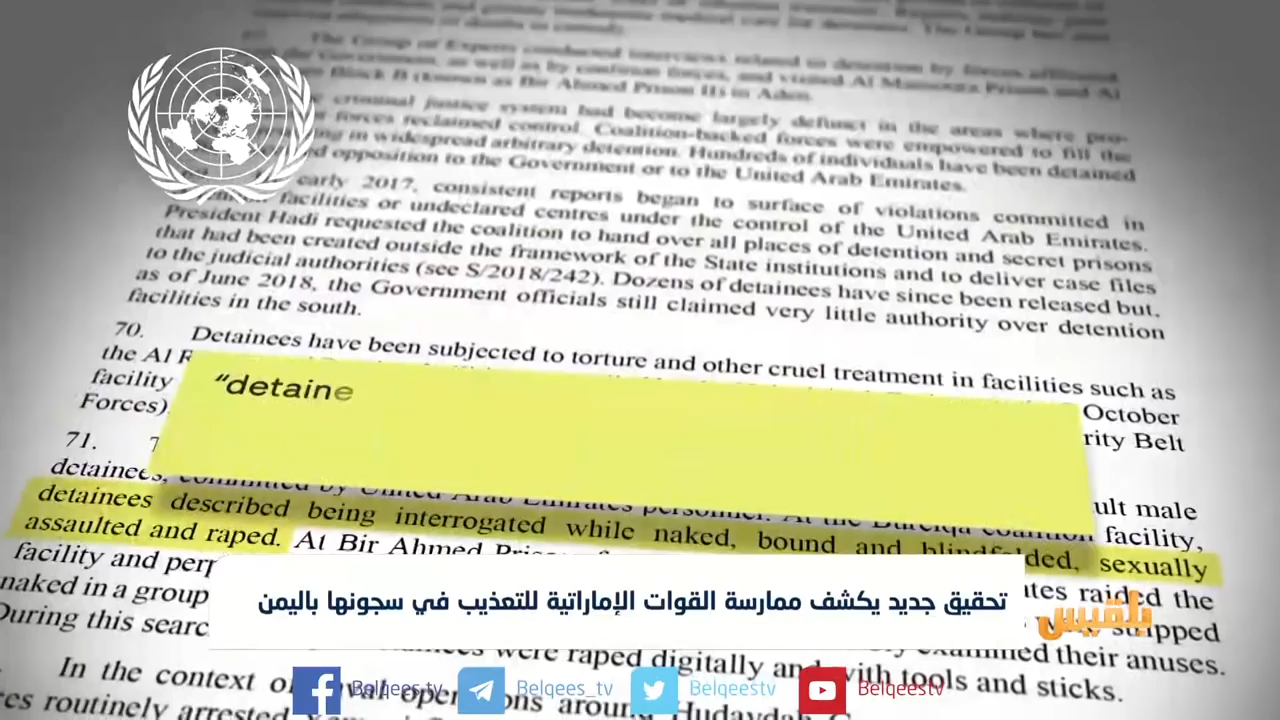 The Group of Experts conducted interviews related to detention by forces affiliated
the Government, as well as by coalition forces, and visited Al Mansoura Prison and Al
Block B (known as Bir Ahmed Prison II) in Aden.
criminal justice system had become largely defunct in the areas where pro-
forces reclaimed control. Coalition-backed forces were empowered to fill the
in widespread arbitrary detention. Hundreds of individuals have been detained
opposition to the Government or to the United Arab Emirates.
early 2017, consistent reports began to surface of violations committed in
facilities or undeclared centres under the control of the United Arab Emirates.
President Hadi requested the coalition to hand over all places of detention and secret prisons
that had been created outside the framework of the State institutions and to deliver case files
to the judicial authorities (see S/2018/242). Dozens of detainees have since been released but,
as of June 2018, the Government officials still claimed very little authority over detention
facilities in the south.
70. Detainees have been subjected to torture and other cruel treatment in facilities such as
the Al R
"detaine
facility October
Forces) rity Belt
71. T
detainees, committed by United Arab Emirates personnel. At the Bureiqa coalition facility,
ult male
detainees described being interrogated while naked, bound and blindfolded, sexually
assaulted and raped. At Bir Ahmed Prison
facility and perp ates raided the
naked in a group stripped
During this searc examined their anuses.
detainees were raped digitally and with tools and sticks.
تحقيق جديد يكشف ممارسة القوات الإماراتية للتعذيب في سجونها باليمن
بلقيس
In the context of operations around Hudaydah
ces routinely arrested
Belqees.tv
Belqees_tv
Belqeestv
Belqeestv